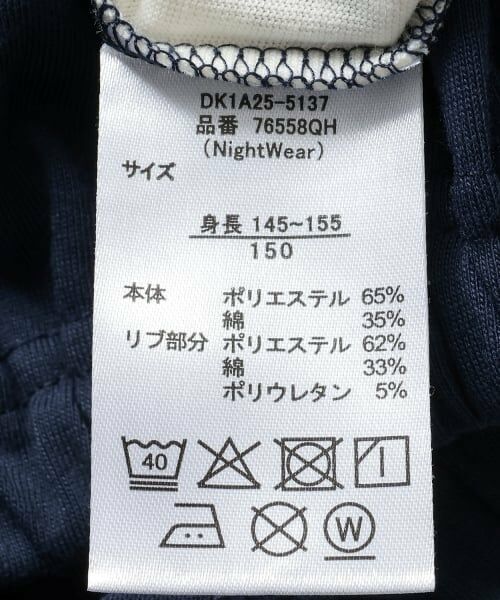 DK1A25-5137
品番 76558QH
(NightWear)
サイズ
身長 145~155
150
本体 ポリエステル 65%
綿 35%
リブ部分 ポリエステル 62%
綿 33%
ポリウレタン 5%
40
W